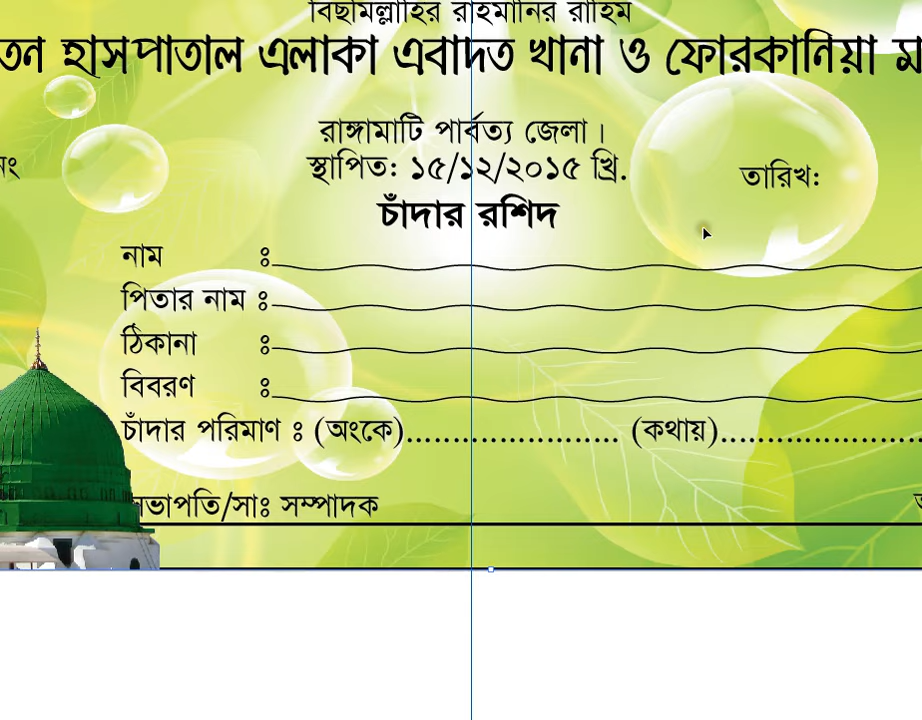 বিছমিল্লাহির রাহমানির রাহিম
হাসপাতাল এলাকা এবাদত খানা ও ফোরকানিয়া
রাঙ্গামাটি পার্বত্য জেলা।
স্থাপিত: ১৫/১২/২০১৫ খ্রি.
নং
তারিখ:
চাঁদার রশিদ
নাম ঃ
পিতার নাম ঃ
ঠিকানা ঃ
বিবরণ ঃ
চাঁদার পরিমাণ ঃ (অংকে)....................... (কথায়)......................
সভাপতি/সাঃ সম্পাদক